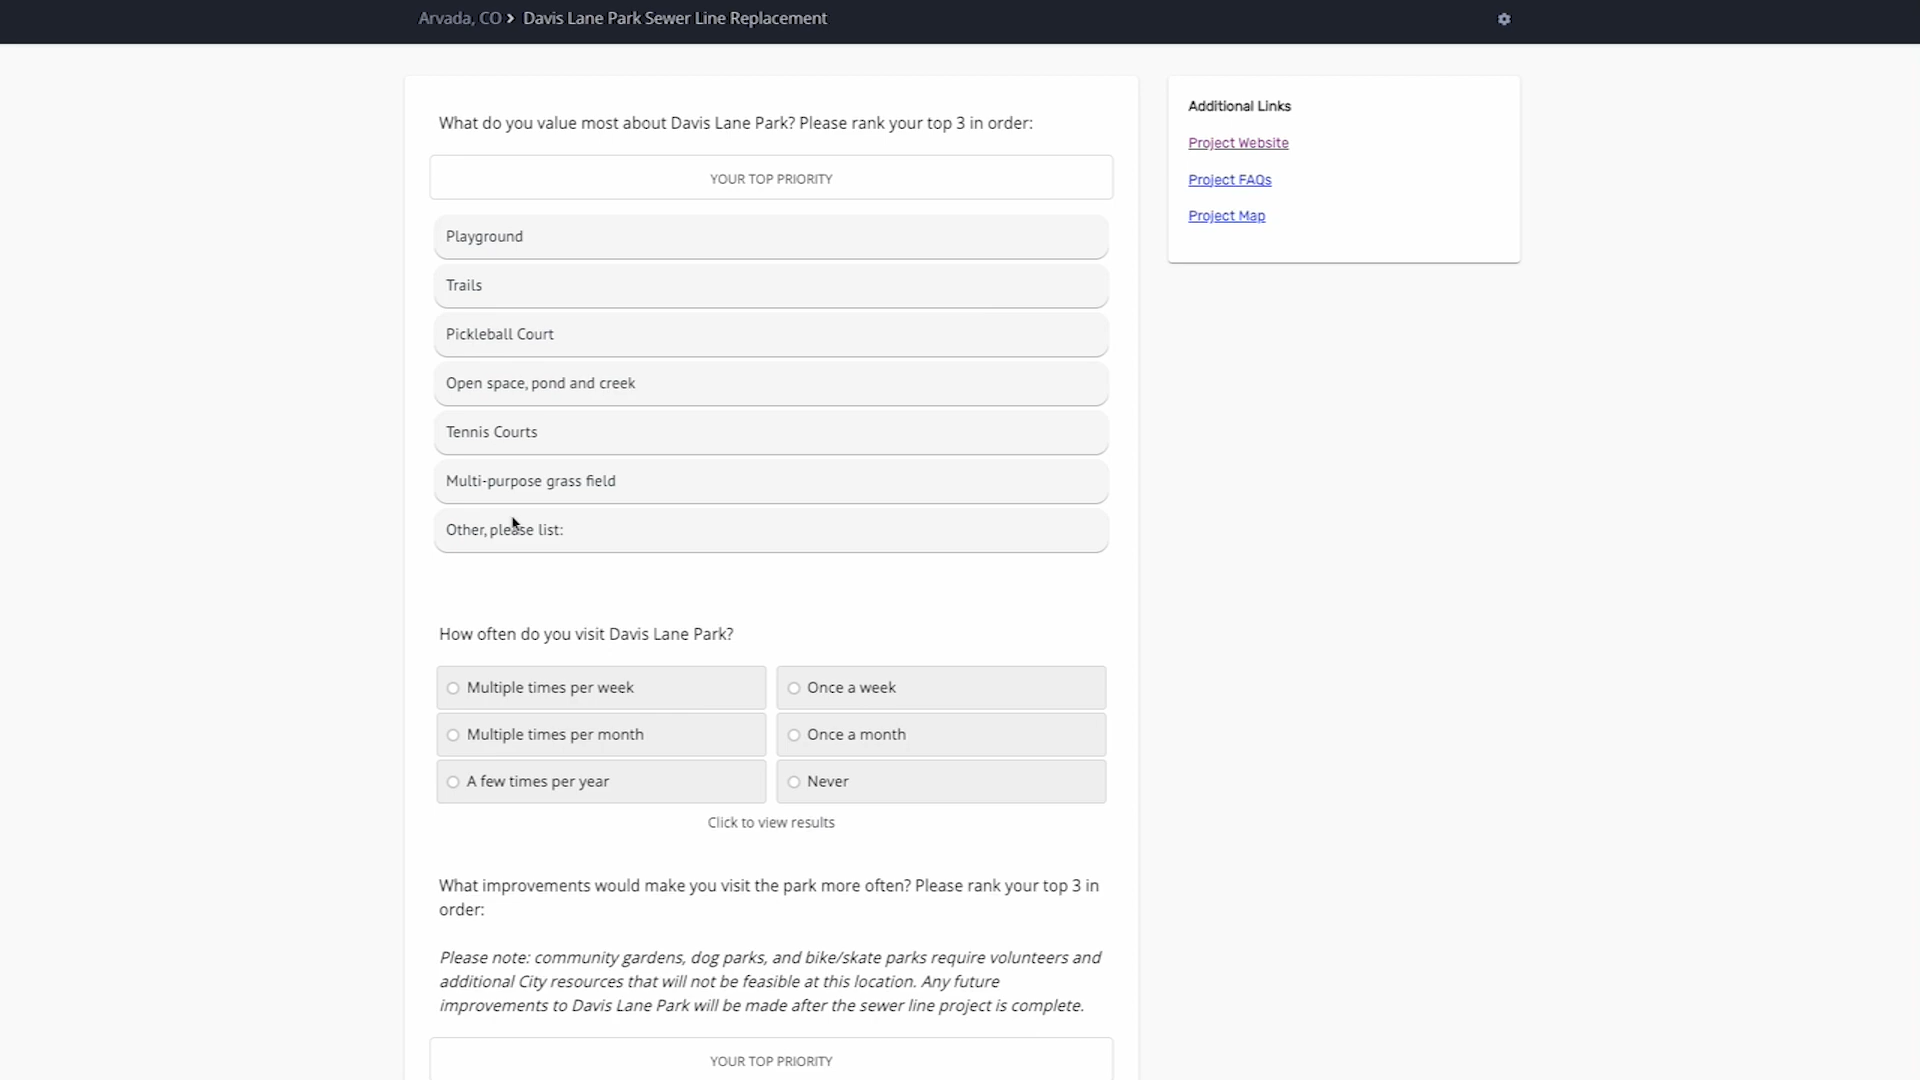 Arvada, CO > Davis Lane Park Sewer Line Replacement
What do you value most about Davis Lane Park? Please rank your top 3 in order:
YOUR TOP PRIORITY
Playground
Trails
Pickleball Court
Open space, pond and creek
Tennis Courts
Multi-purpose grass field
Other, please list:
How often do you visit Davis Lane Park?
Multiple times per week
Once a week
Multiple times per month
Once a month
A few times per year
Never
Click to view results
What improvements would make you visit the park more often? Please rank your top 3 in
order:
Please note: community gardens, dog parks, and bike/skate parks require volunteers and
additional City resources that will not be feasible at this location. Any future
improvements to Davis Lane Park will be made after the sewer line project is complete.
YOUR TOP PRIORITY
Additional Links
Project Website
Project FAQs
Project Map